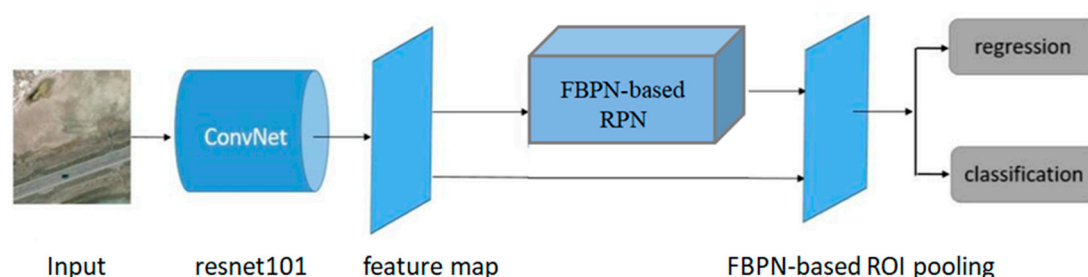 regression
FBPN-based
RPN
ConvNet
classification
Input
resnet101
feature map
FBPN-based ROI pooling